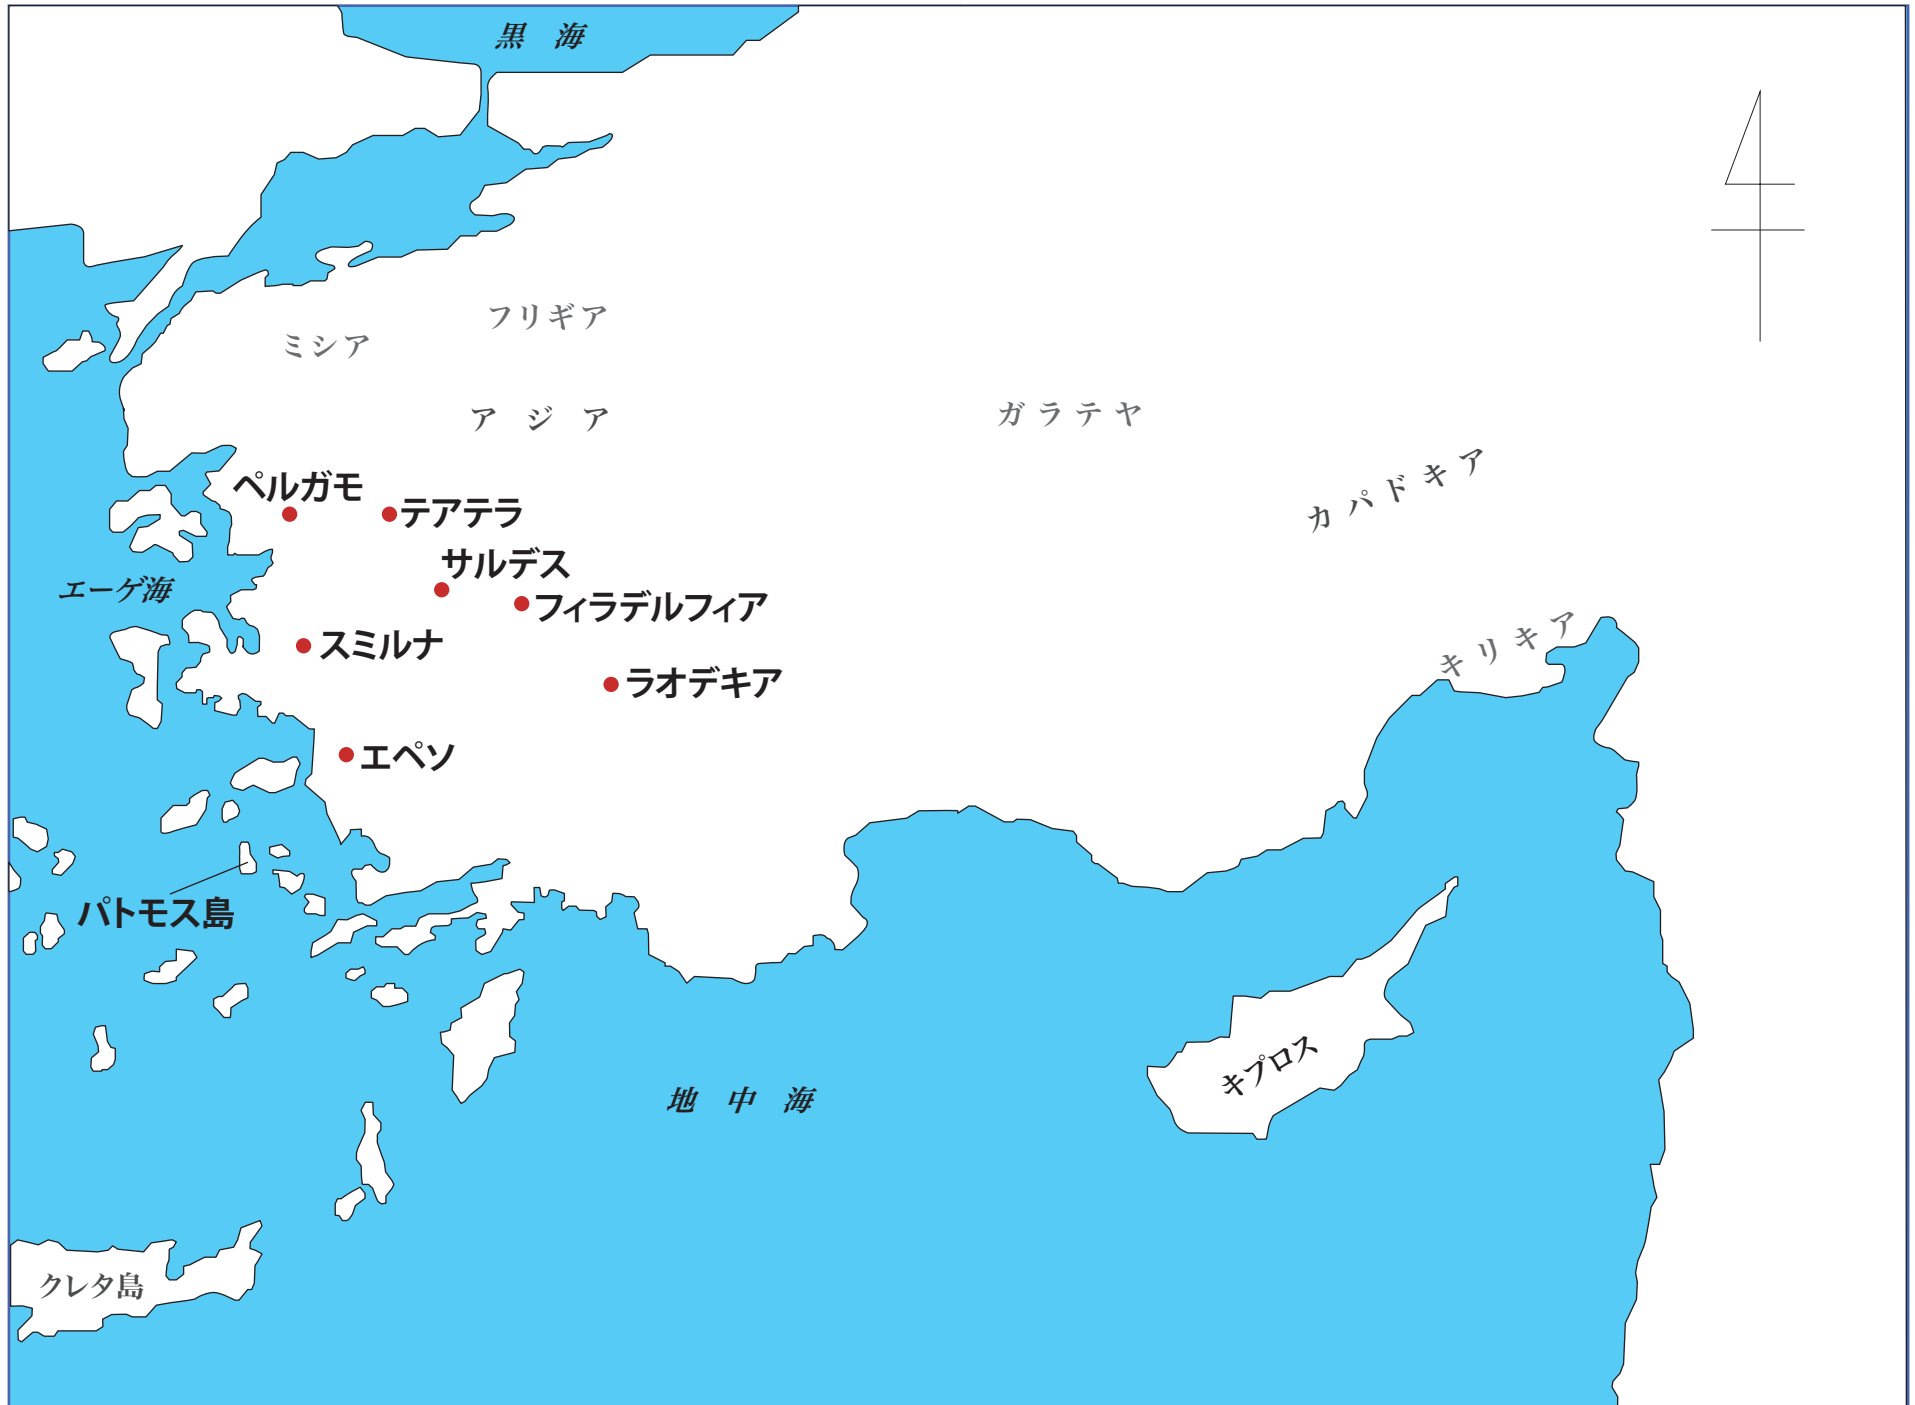 黒海
フリギア
ミシア
アジア
ガラテヤ
カパドキア
ペルガモ
テアテラ
サルデス
エーゲ海
フィラデルフィア
スミルナ
キリキア
ラオデキア
エペソ
パトモス島
キプロス
地中海
クレタ島